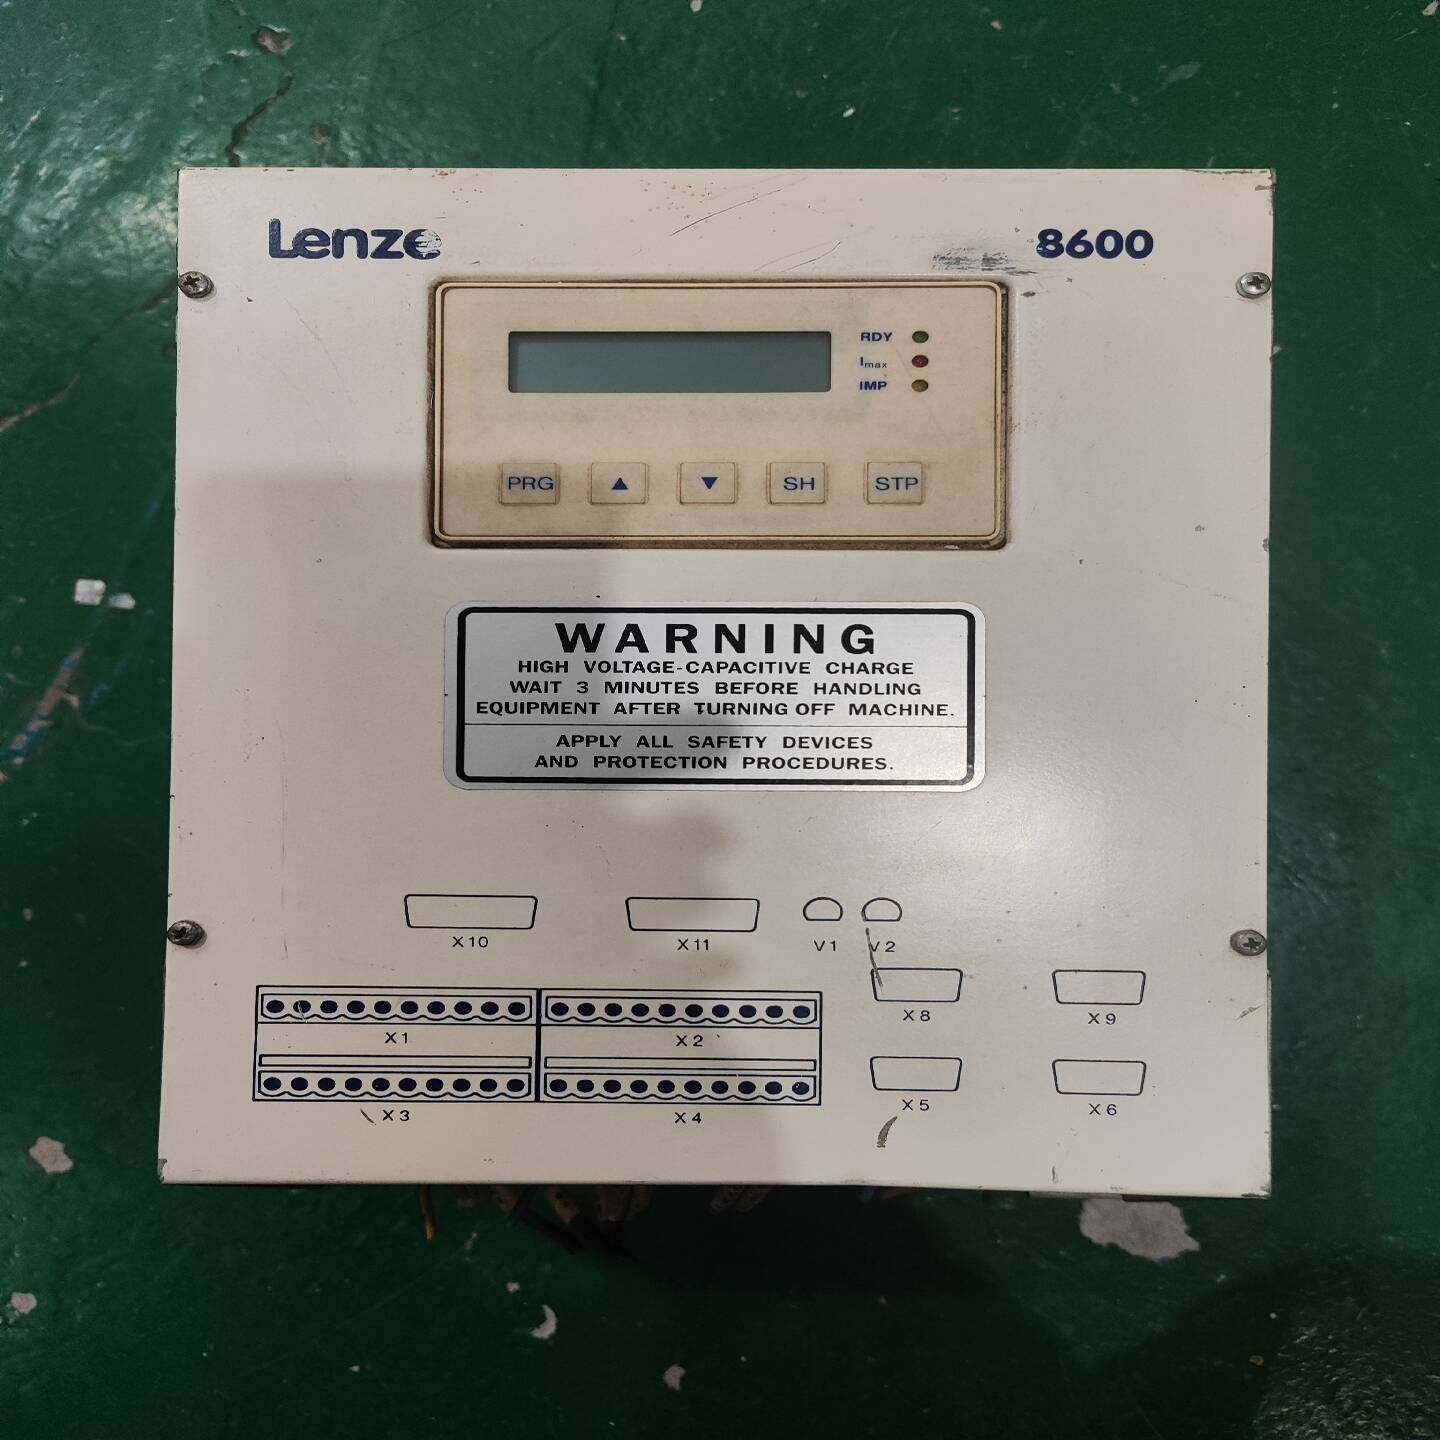 Lenze
8600
RDY
Imax
IMP
PRG ▲ ▼ SH STP
WARNING
HIGH VOLTAGE-CAPACITIVE CHARGE
WAIT 3 MINUTES BEFORE HANDLING
EQUIPMENT AFTER TURNING OFF MACHINE.
APPLY ALL SAFETY DEVICES
AND PROTECTION PROCEDURES.
X10 X11 V1 V2
X8 X9
X1 X2
X5 X6
X3 X4